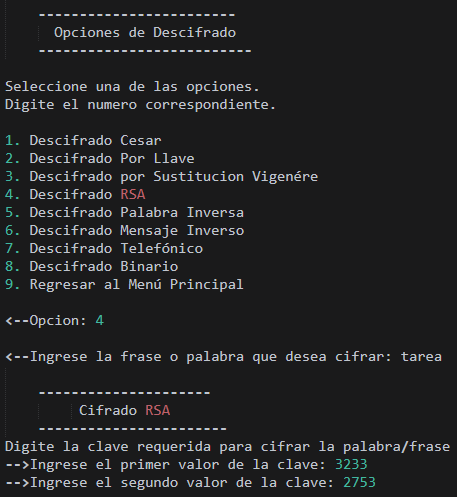 ------------------------
Opciones de Descifrado
--------------------------
Seleccione una de las opciones.
Digite el numero correspondiente.
1. Descifrado Cesar
2. Descifrado Por Llave
3. Descifrado por Sustitucion Vigenére
4. Descifrado RSA
5. Descifrado Palabra Inversa
6. Descifrado Mensaje Inverso
7. Descifrado Telefónico
8. Descifrado Binario
9. Regresar al Menú Principal
<--Opcion: 4
<--Ingrese la frase o palabra que desea cifrar: tarea
---------------------
Cifrado RSA
-----------------------
Digite la clave requerida para cifrar la palabra/frase
-->Ingrese el primer valor de la clave: 3233
-->Ingrese el segundo valor de la clave: 2753